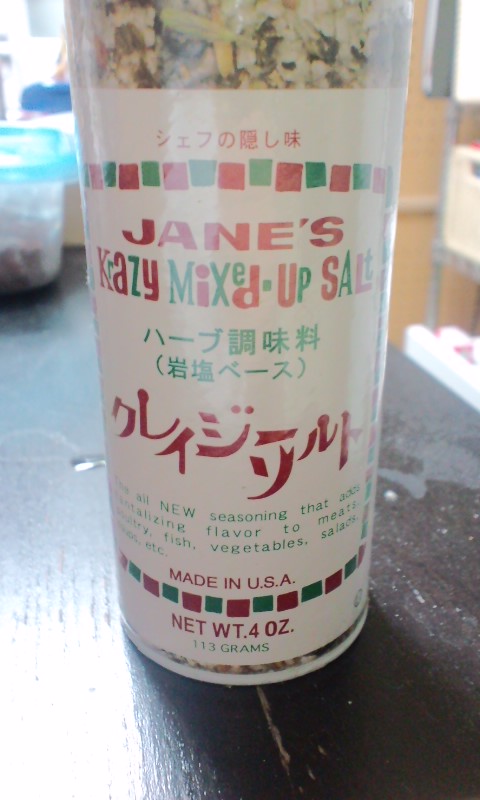 シェフの隠し味
JANE'S
Krazy Mixed-Up SALt
ハーブ調味料
(岩塩ベース)
クレイジーソルト
all NEW seasoning that adds
tantalizing flavor to meats,
poultry, fish, vegetables, salads,
etc.
MADE IN U.S.A.
NET WT.4 OZ.
113 GRAMS